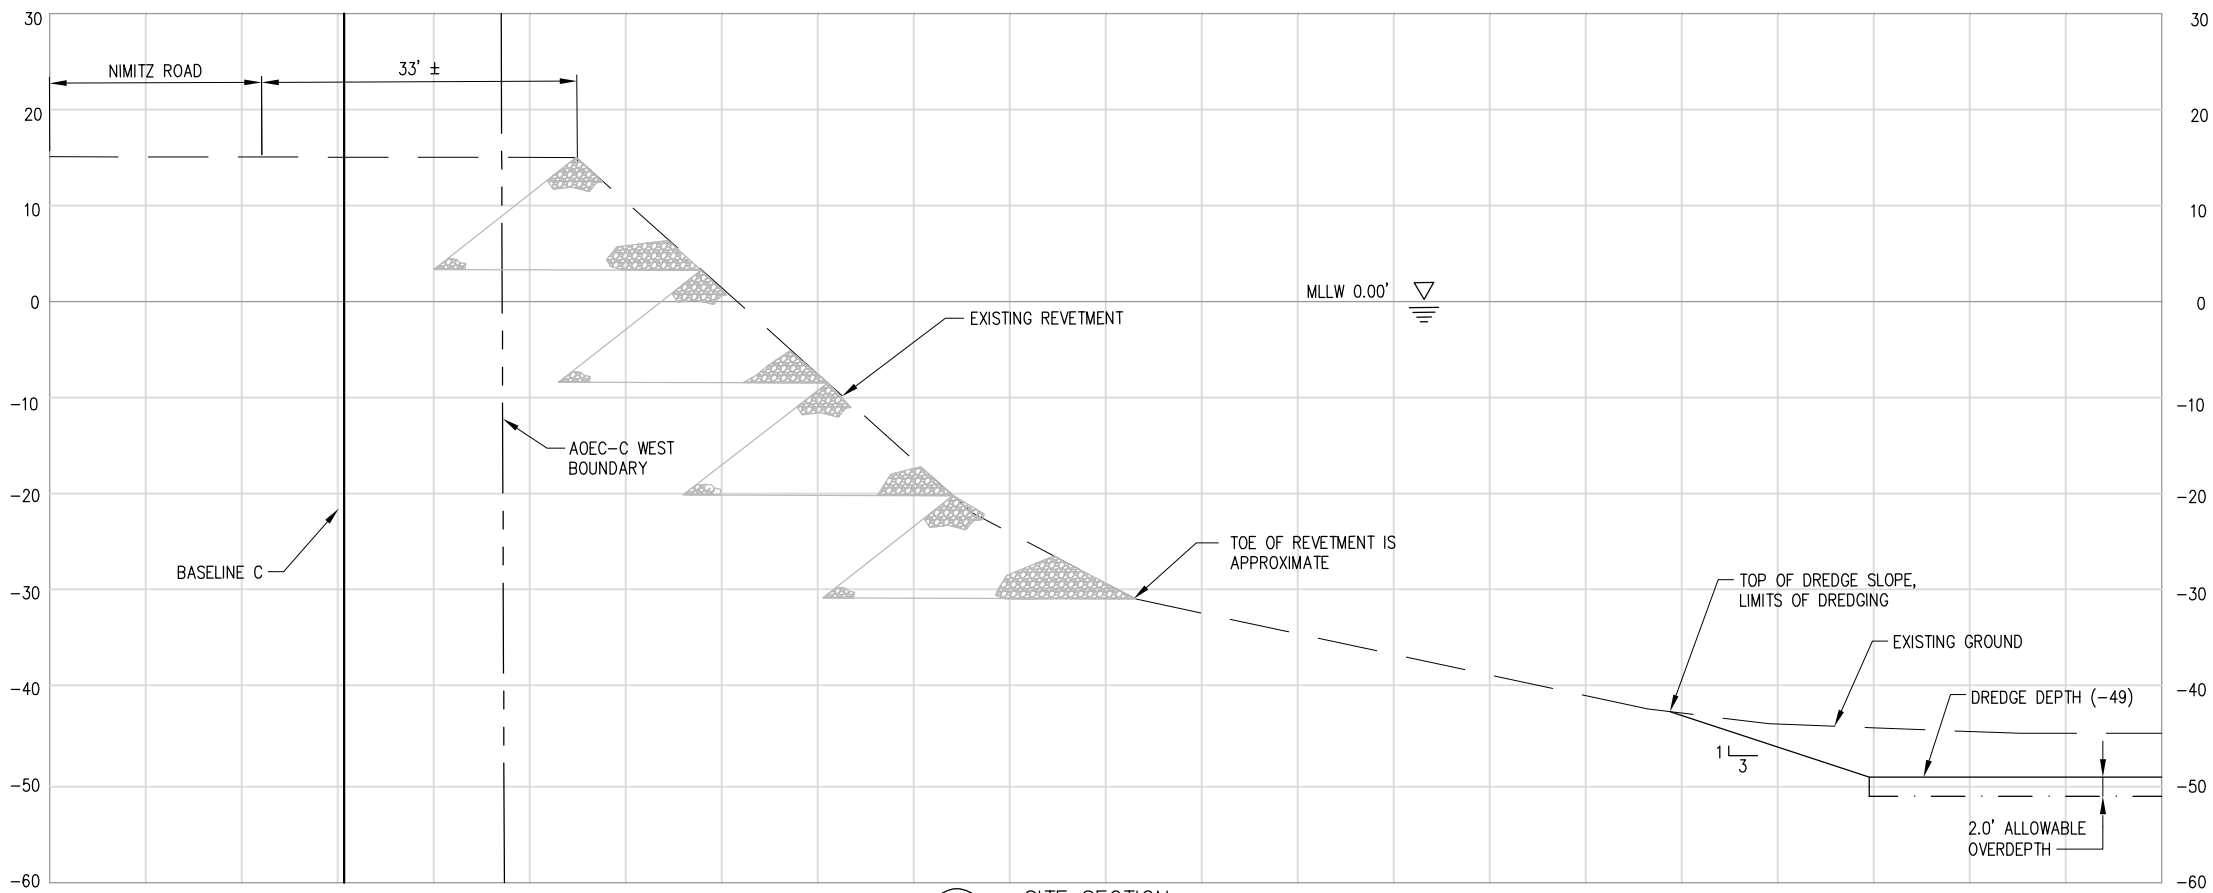 30
30
NIMITZ ROAD
33' ±
20
20
10
10
MLLW 0.00'
0
0
EXISTING REVETMENT
-10
-10
AOEC-C WEST
BOUNDARY
-20
-20
TOE OF REVETMENT IS
APPROXIMATE
BASELINE C
-30
-30
TOP OF DREDGE SLOPE,
LIMITS OF DREDGING
EXISTING GROUND
-40
-40
DREDGE DEPTH (-49)
1
3
-50
-50
2.0' ALLOWABLE
OVERDEPTH
-60
-60
SITE SECTION